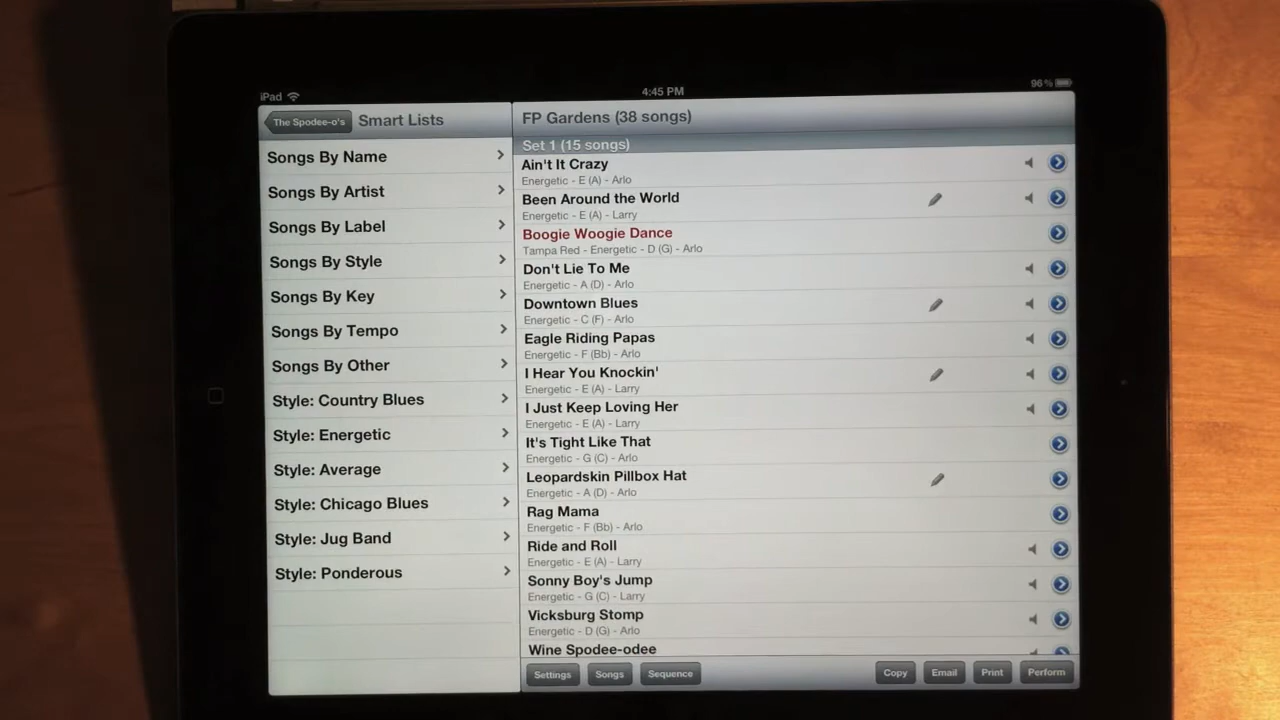 iPad
4:45 PM
96%
The Spodee-o's
Smart Lists
Songs By Name
Songs By Artist
Songs By Label
Songs By Style
Songs By Key
Songs By Tempo
Songs By Other
Style: Country Blues
Style: Energetic
Style: Average
Style: Chicago Blues
Style: Jug Band
Style: Ponderous
FP Gardens (38 songs)
Set 1 (15 songs)
Ain't It Crazy
Energetic - E (A) - Arlo
Been Around the World
Energetic - E (A) - Larry
Boogie Woogie Dance
Tampa Red - Energetic - D (G) - Arlo
Don't Lie To Me
Energetic - A (D) - Arlo
Downtown Blues
Energetic - C (F) - Arlo
Eagle Riding Papas
Energetic - F (Bb) - Arlo
I Hear You Knockin'
Energetic - E (A) - Larry
I Just Keep Loving Her
Energetic - E (A) - Larry
It's Tight Like That
Energetic - G (C) - Arlo
Leopardskin Pillbox Hat
Energetic - A (D) - Arlo
Rag Mama
Energetic - F (Bb) - Arlo
Ride and Roll
Energetic - E (A) - Larry
Sonny Boy's Jump
Energetic - G (C) - Larry
Vicksburg Stomp
Energetic - D (G) - Arlo
Wine Spodee-odee
Settings
Songs
Sequence
Copy
Email
Print
Perform